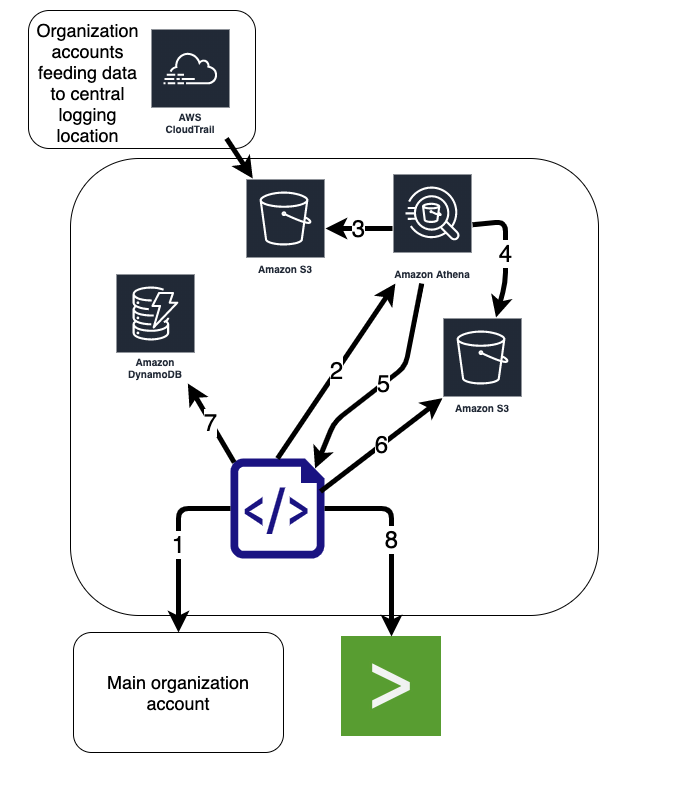 Organization
accounts
feeding data
to central
logging
location
AWS
CloudTrail
Amazon S3
3
Amazon Athena
4
Amazon
DynamoDB
2
5
Amazon S3
7
6
</>
1
8
Main organization
account
>